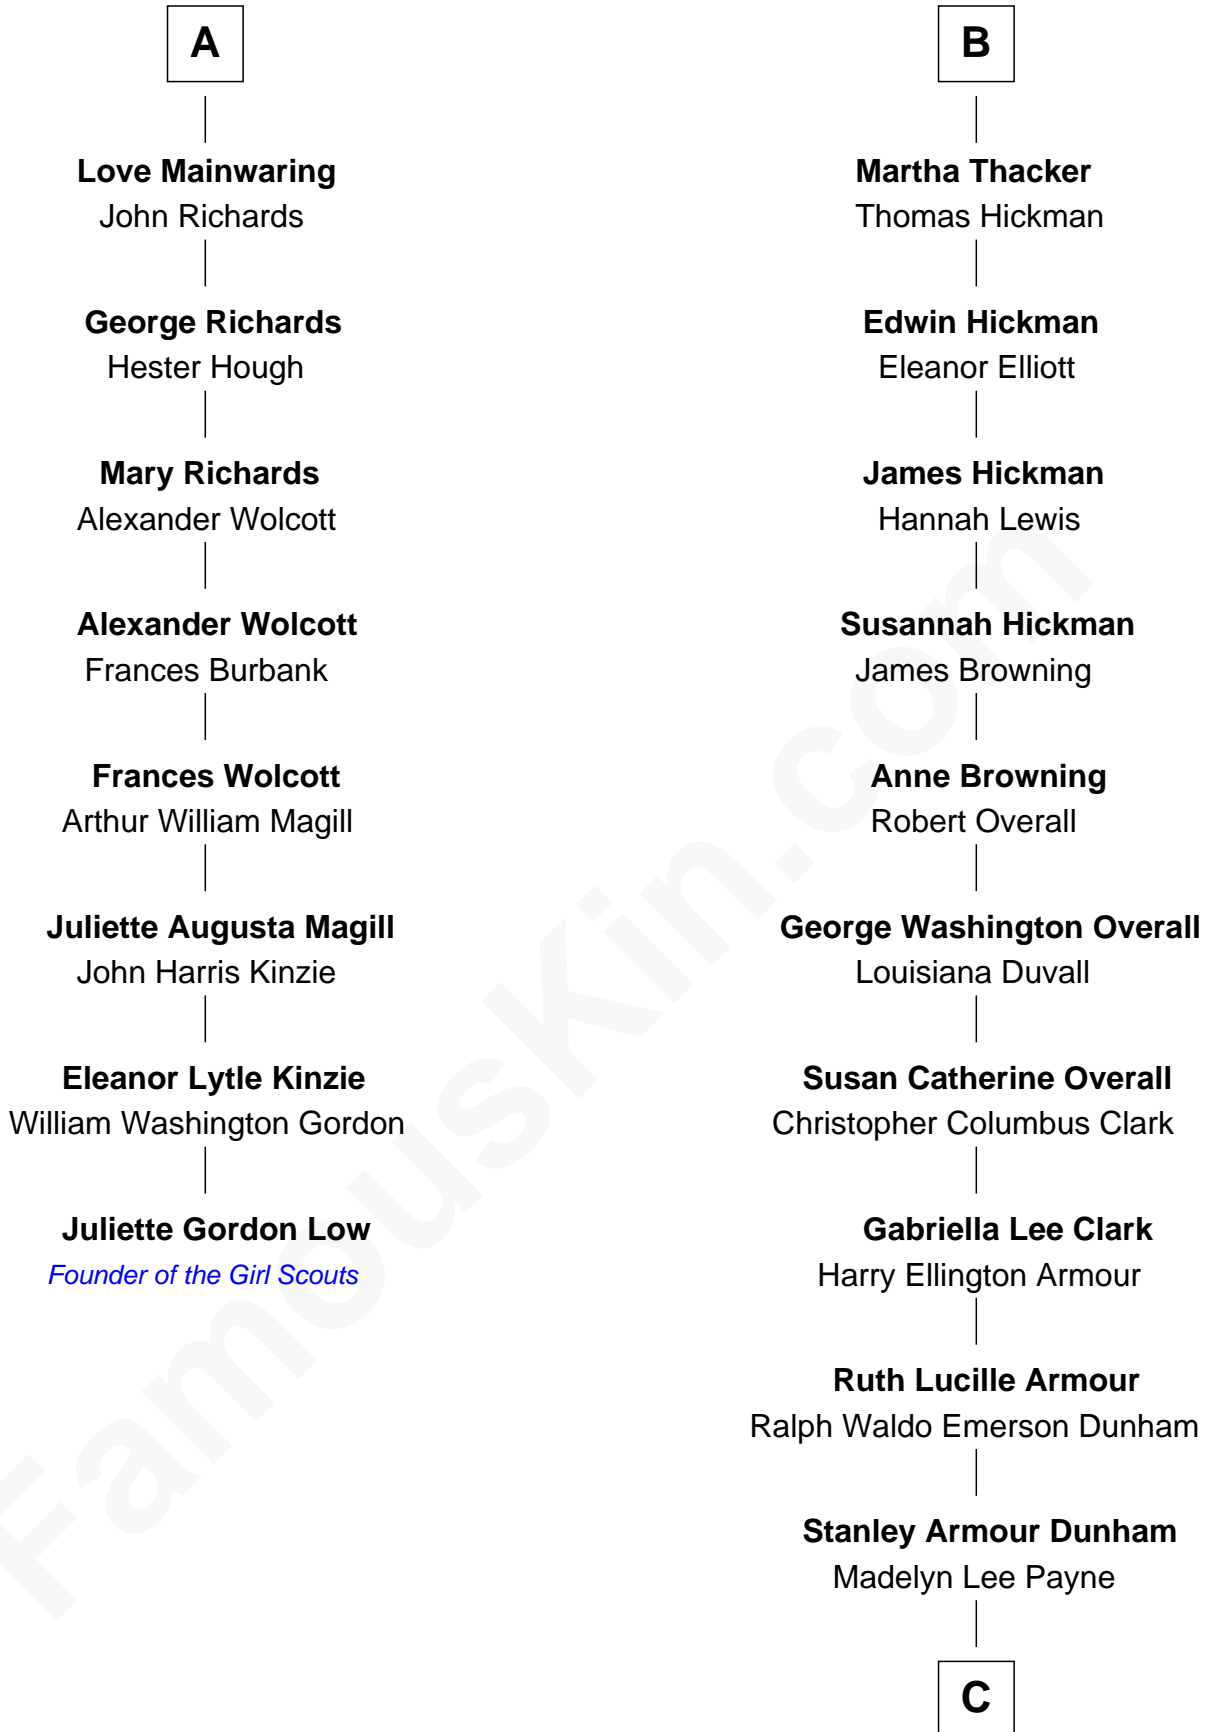 A
Love Mainwaring
John Richards
George Richards
Hester Hough
Mary Richards
Alexander Wolcott
Alexander Wolcott
Frances Burbank
Frances Wolcott
Arthur William Magill
Juliette Augusta Magill
John Harris Kinzie
Eleanor Lytle Kinzie
William Washington Gordon
Juliette Gordon Low
Founder of the Girl Scouts
B
Martha Thacker
Thomas Hickman
Edwin Hickman
Eleanor Elliott
James Hickman
Hannah Lewis
Susannah Hickman
James Browning
Anne Browning
Robert Overall
George Washington Overall
Louisiana Duvall
Susan Catherine Overall
Christopher Columbus Clark
Gabriella Lee Clark
Harry Ellington Armour
Ruth Lucille Armour
Ralph Waldo Emerson Dunham
Stanley Armour Dunham
Madelyn Lee Payne
C
FamousKin.com